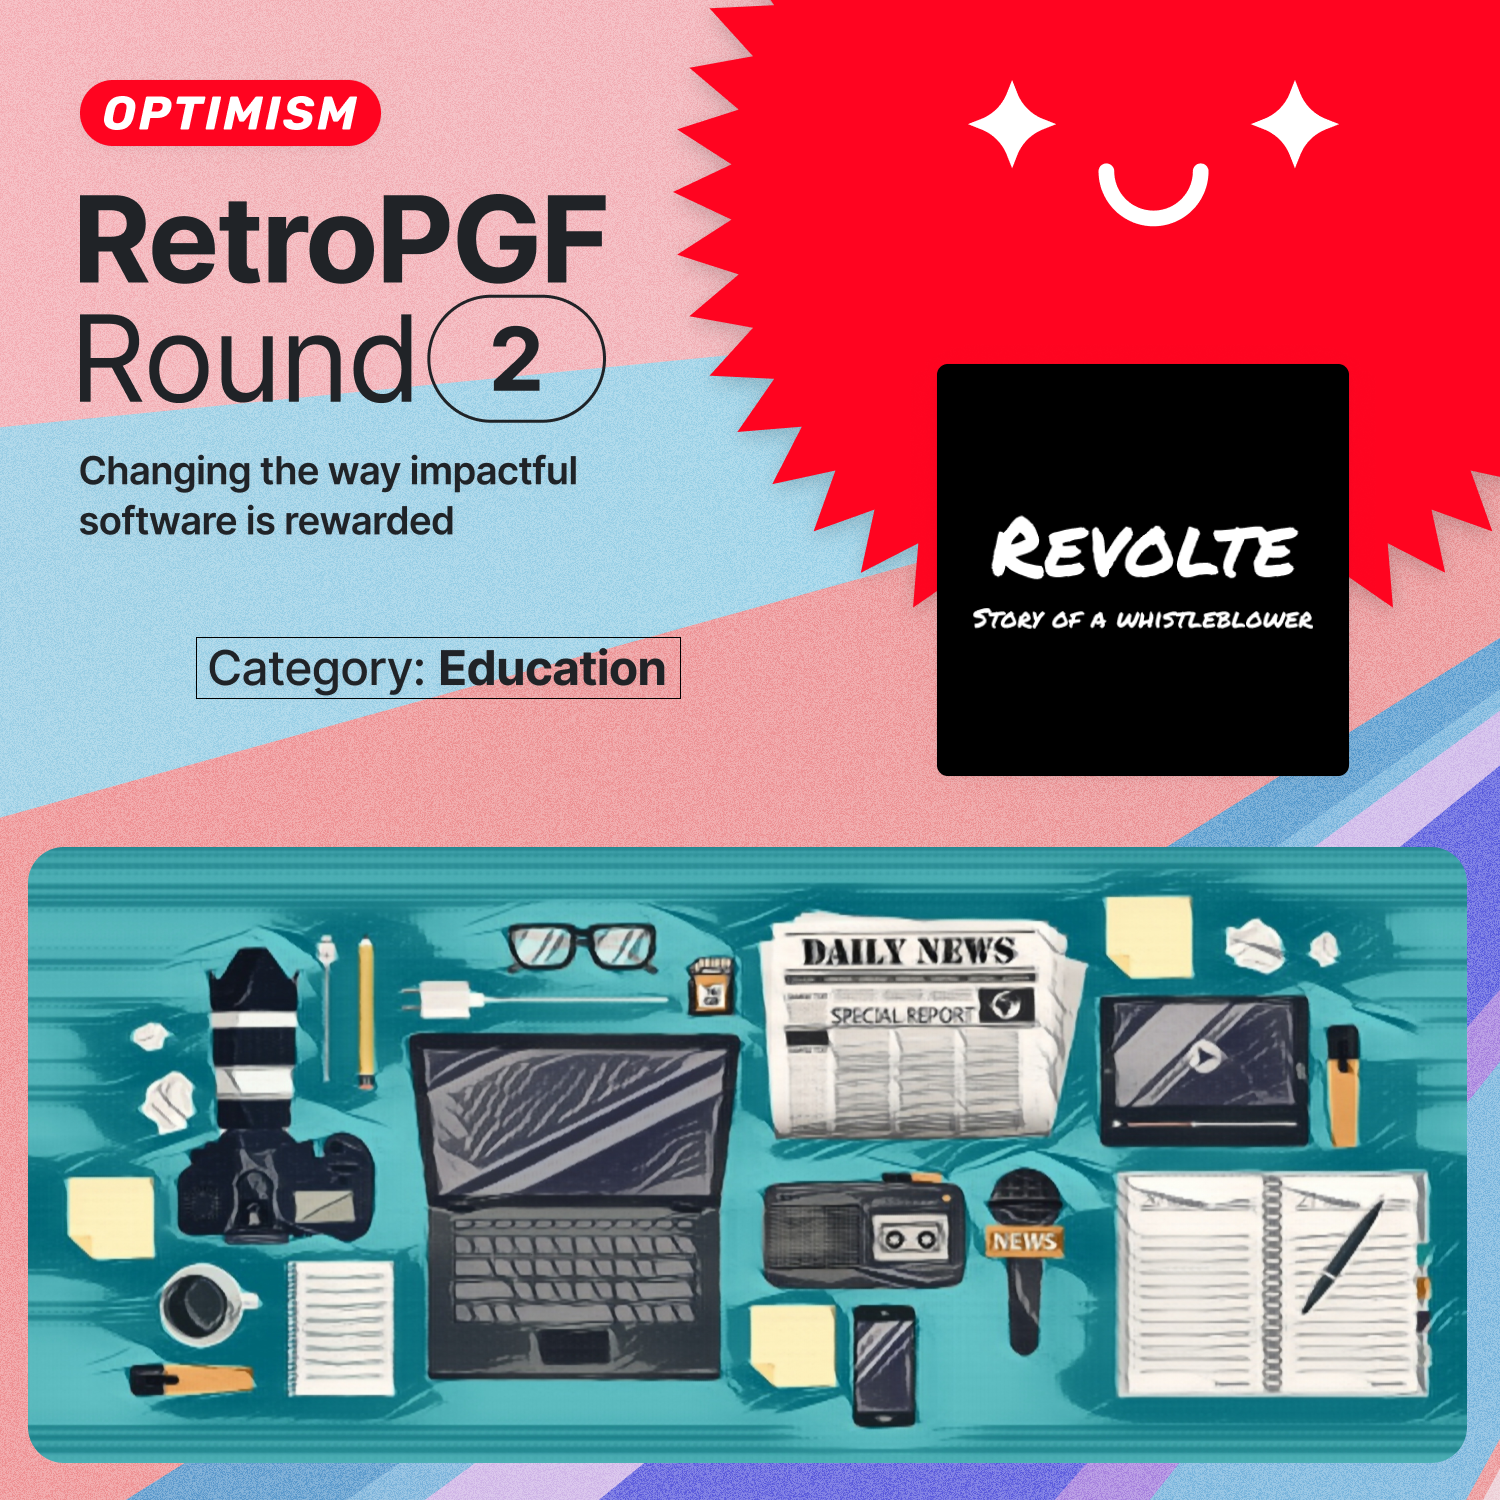 OPTIMISM
RetroPGF
Round 2
Changing the way impactful
software is rewarded
Category: Education
REVOLTE
STORY OF A WHISTLEBLOWER
DAILY NEWS
SPECIAL REPORT
NEWS